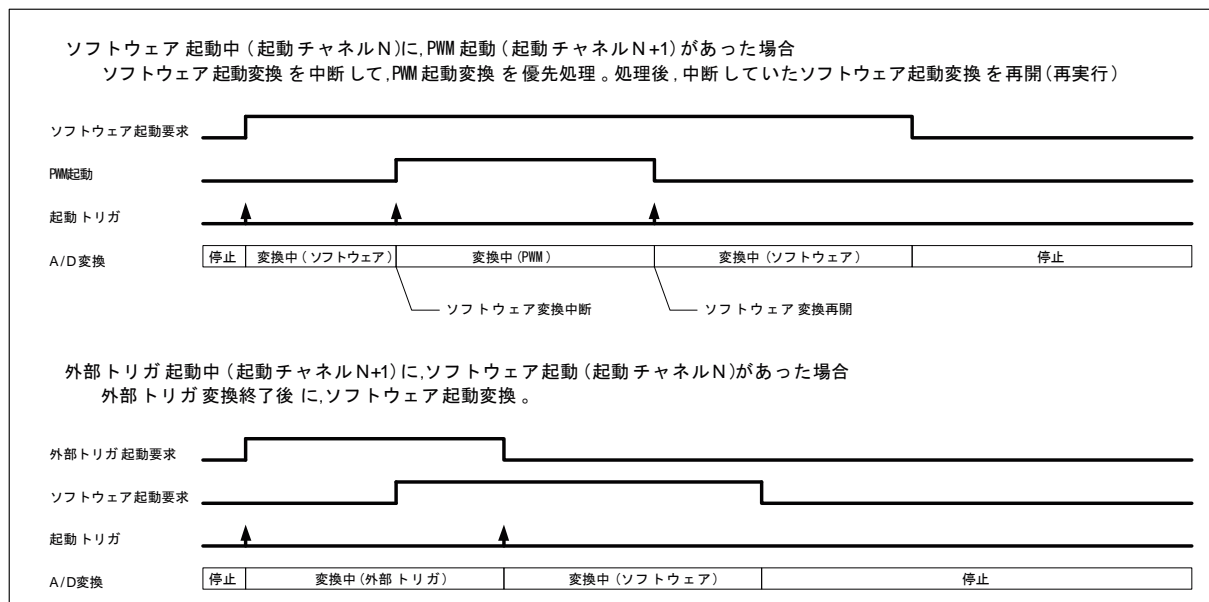 ソフトウェア起動中(起動チャネルN)に,PWM起動(起動チャネルN+1)があった場合
ソフトウェア起動変換を中断して,PWM起動変換を優先処理。処理後,中断していたソフトウェア起動変換を再開(再実行)
ソフトウェア起動要求
PWM起動
起動トリガ
A/D変換 停止 変換中(ソフトウェア) 変換中(PWM) 変換中(ソフトウェア) 停止
ソフトウェア変換中断 ソフトウェア変換再開
外部トリガ起動中(起動チャネルN+1)に,ソフトウェア起動(起動チャネルN)があった場合
外部トリガ変換終了後に,ソフトウェア起動変換。
外部トリガ起動要求
ソフトウェア起動要求
起動トリガ
A/D変換 停止 変換中(外部トリガ) 変換中(ソフトウェア) 停止